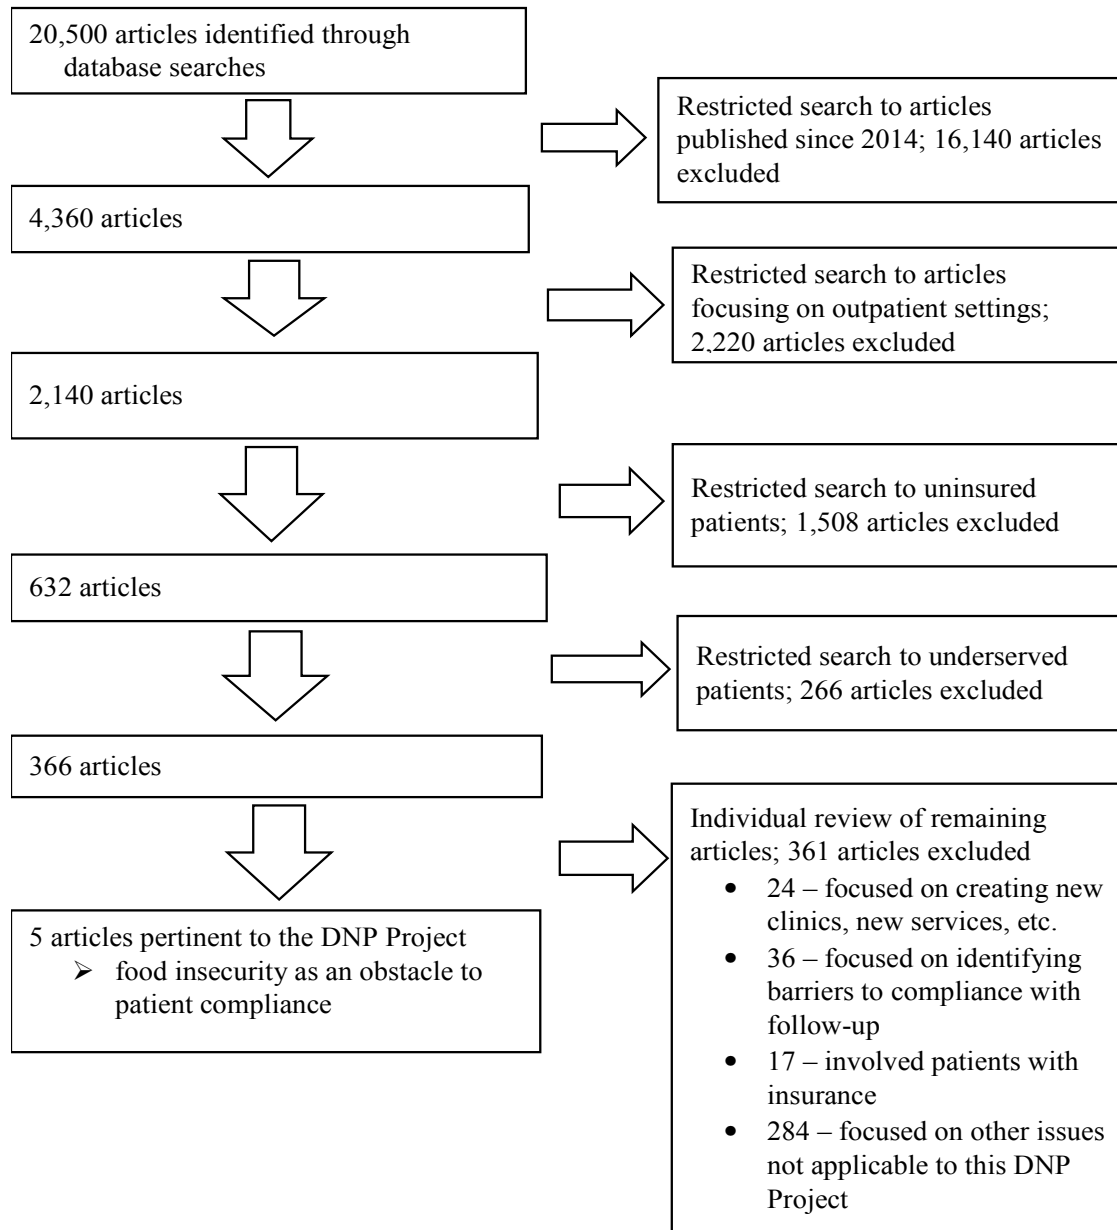 20,500 articles identified through
database searches
Restricted search to articles
published since 2014; 16,140 articles
excluded
4,360 articles
Restricted search to articles
focusing on outpatient settings;
2,220 articles excluded
2,140 articles
Restricted search to uninsured
patients; 1,508 articles excluded
632 articles
Restricted search to underserved
patients; 266 articles excluded
366 articles
Individual review of remaining
articles; 361 articles excluded
• 24 – focused on creating new
clinics, new services, etc.
• 36 – focused on identifying
barriers to compliance with
follow-up
• 17 – involved patients with
insurance
• 284 – focused on other issues
not applicable to this DNP
Project
5 articles pertinent to the DNP Project
➢ food insecurity as an obstacle to
patient compliance